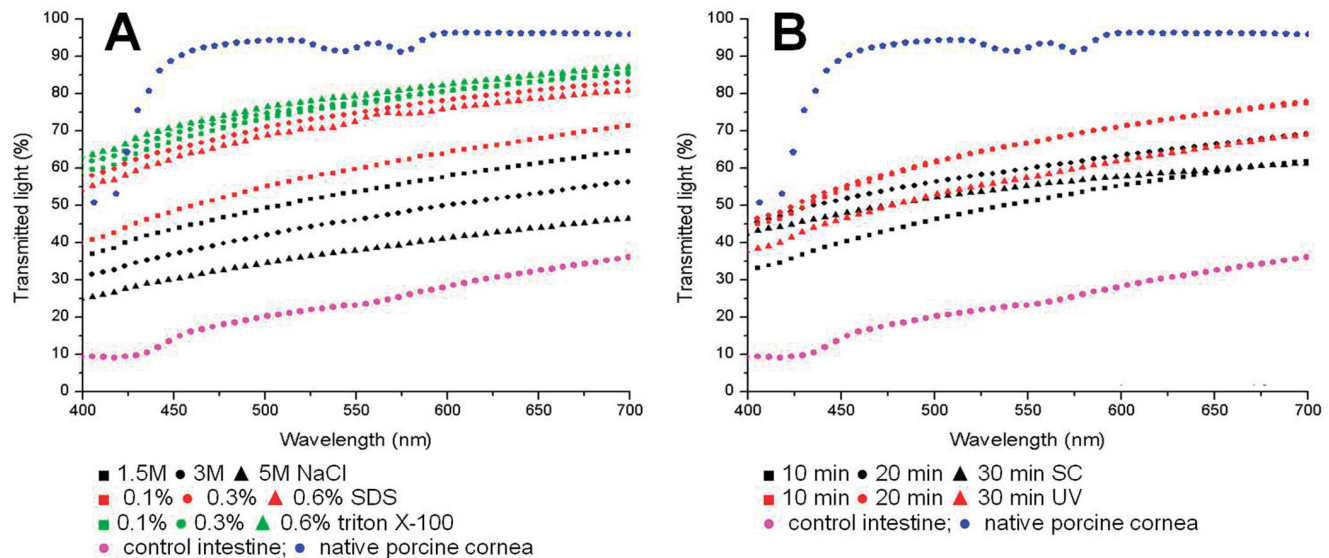 A
Transmitted light (%)
100
90
80
70
60
50
40
30
20
10
0
400 450 500 550 600 650 700
Wavelength (nm)
■ 1.5M ● 3M ▲ 5M NaCl
■ 0.1% ● 0.3% ▲ 0.6% SDS
■ 0.1% ● 0.3% ▲ 0.6% triton X-100
● control intestine; ● native porcine cornea
B
Transmitted light (%)
100
90
80
70
60
50
40
30
20
10
0
400 450 500 550 600 650 700
Wavelength (nm)
■ 10 min ● 20 min ▲ 30 min SC
■ 10 min ● 20 min ▲ 30 min UV
● control intestine; ● native porcine cornea